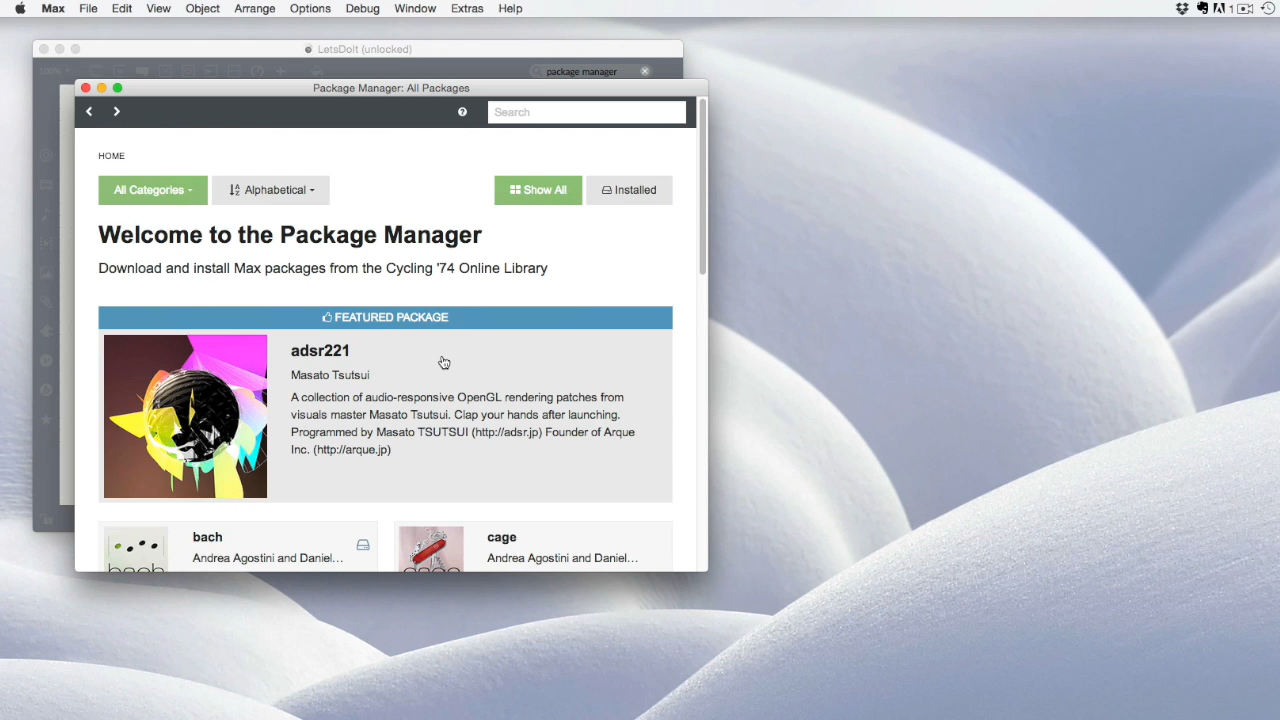 Max File Edit View Object Arrange Options Debug Window Extras Help
1
LetsDoIt (unlocked)
100%
package manager
Package Manager: All Packages
Search
HOME
All Categories
Alphabetical
Show All
Installed
Welcome to the Package Manager
Download and install Max packages from the Cycling '74 Online Library
FEATURED PACKAGE
adsr221
Masato Tsutsui
A collection of audio-responsive OpenGL rendering patches from
visuals master Masato Tsutsui. Clap your hands after launching.
Programmed by Masato TSUTSUI (http://adsr.jp) Founder of Arque
Inc. (http://arque.jp)
bach
Andrea Agostini and Daniel...
bach
cage
Andrea Agostini and Daniel...
cage